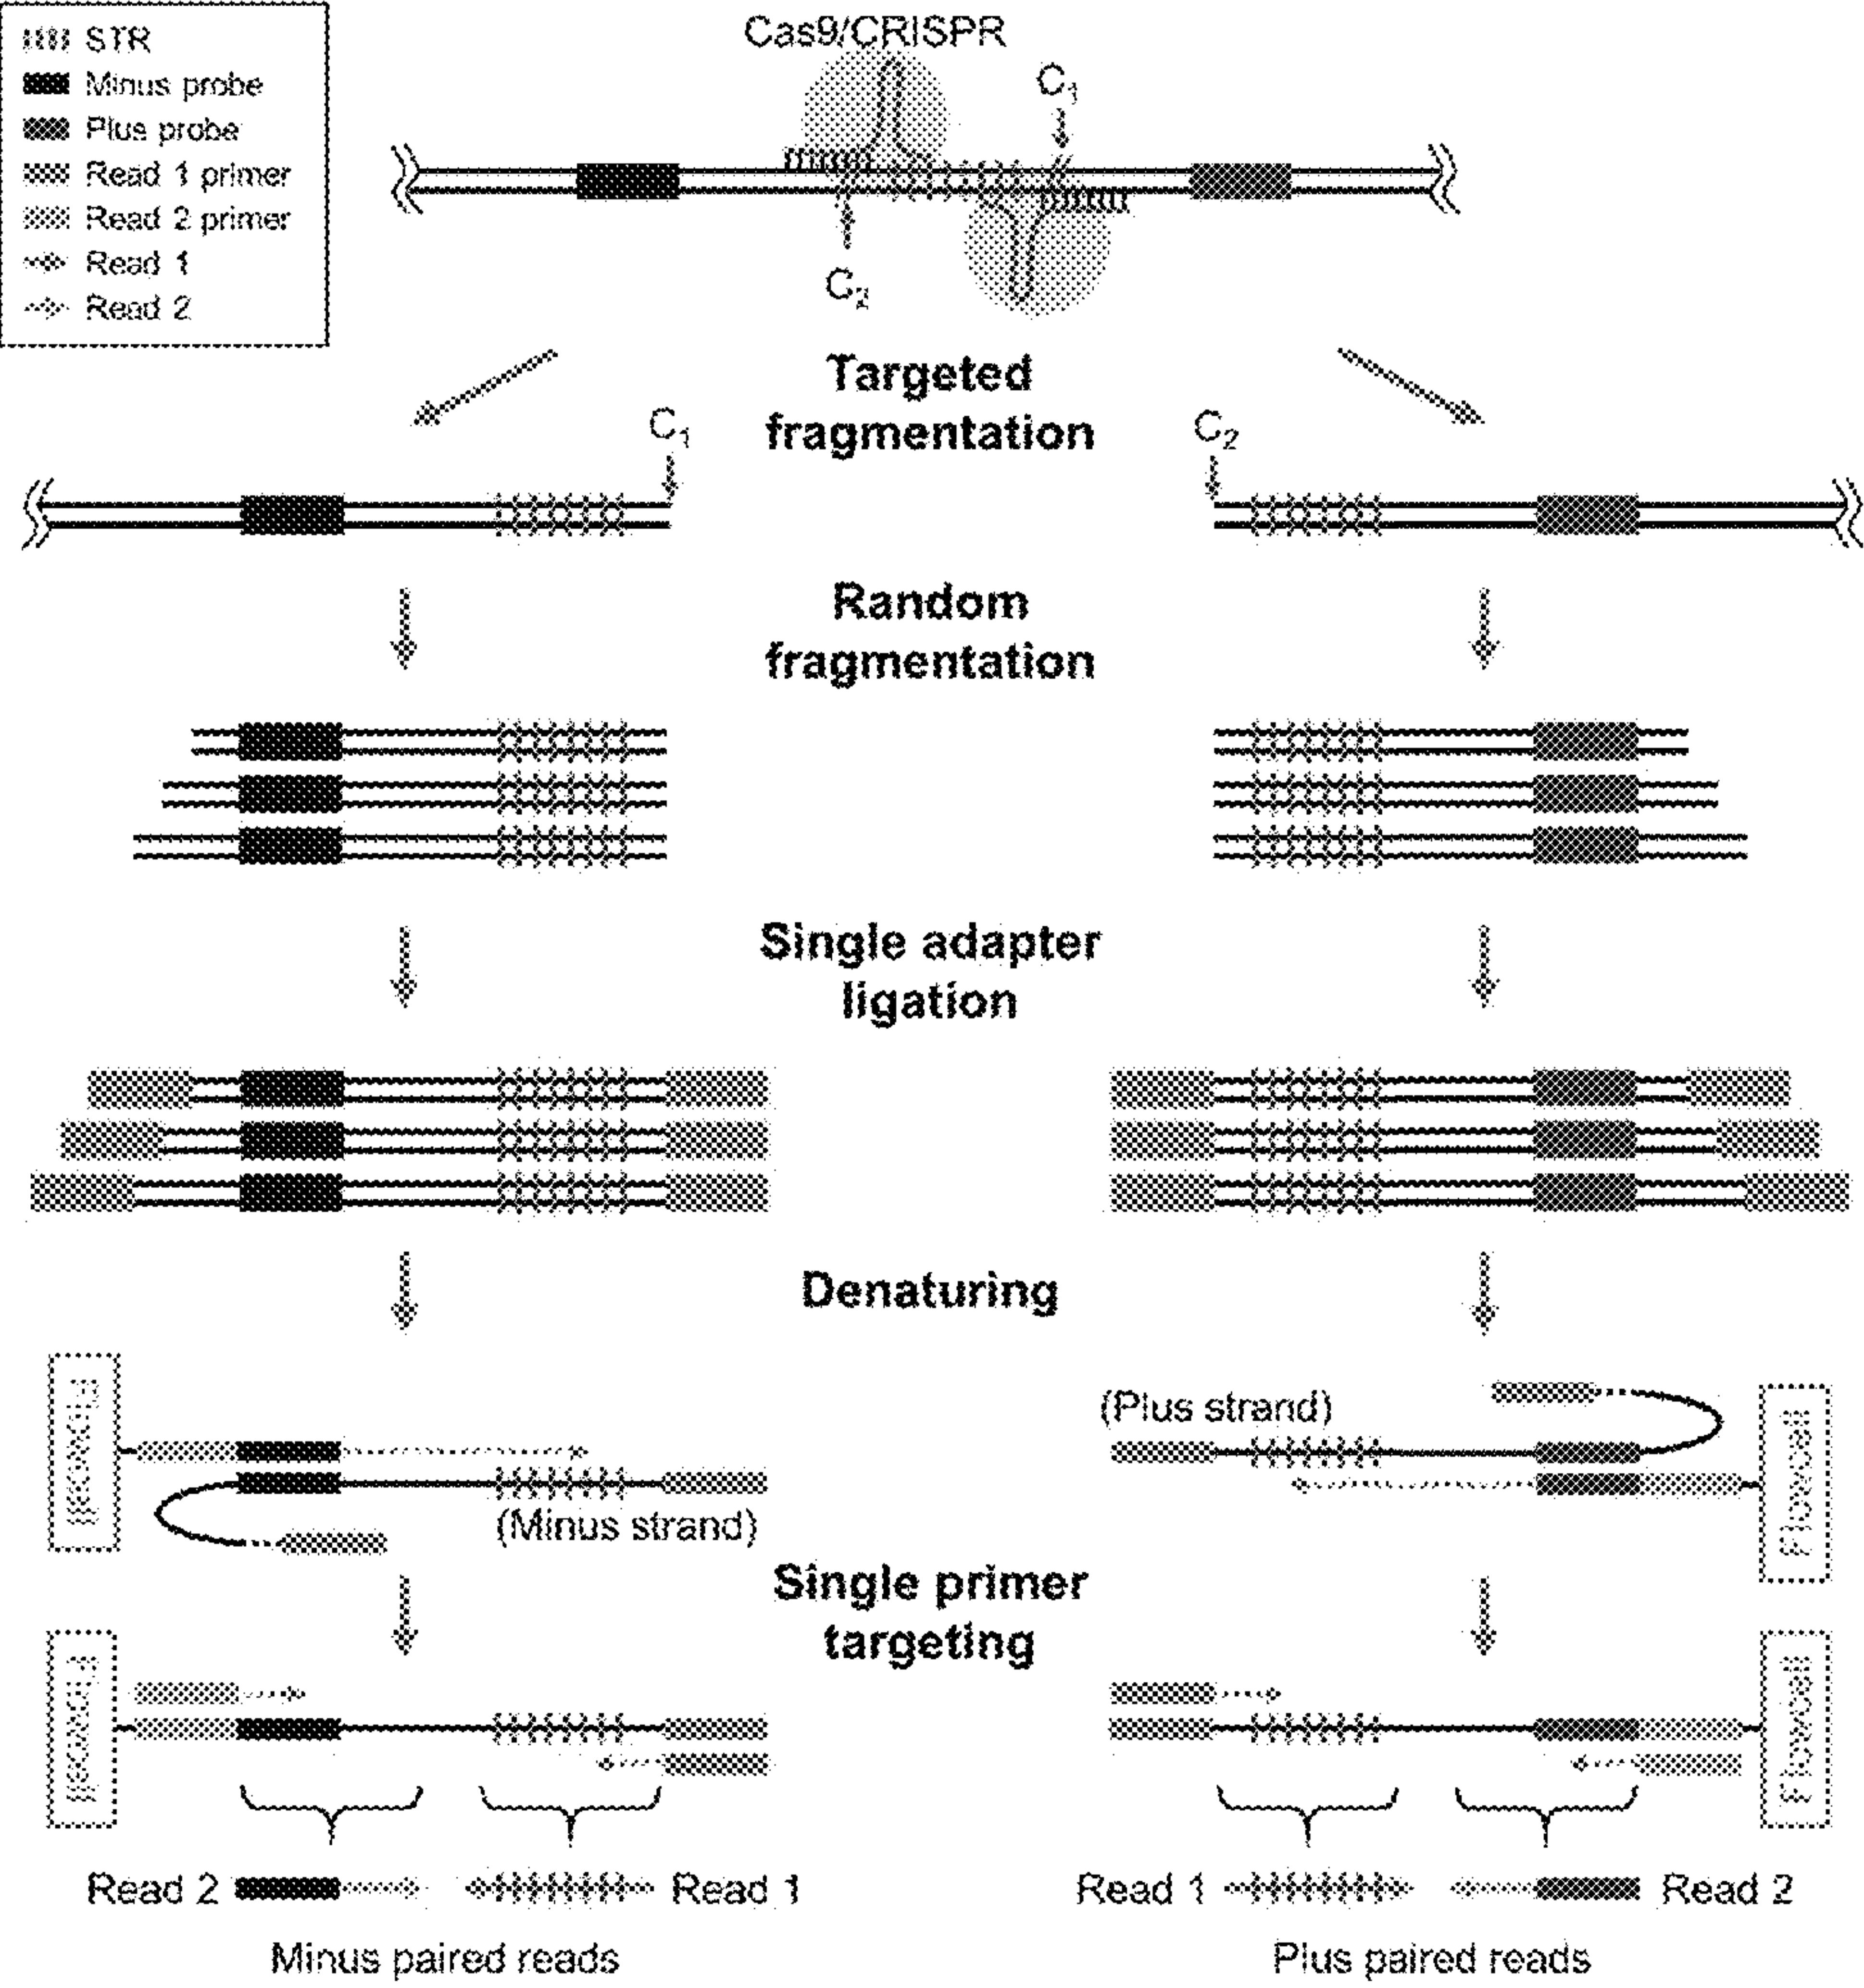 STR
Minus probe
Plus probe
Read 1 primer
Read 2 primer
Read 1
Read 2
Cas9/CRISPR
C1
C2
Targeted
fragmentation
C1
C2
Random
fragmentation
Single adapter
ligation
Denaturing
Flowcell
(Minus strand)
(Plus strand)
Flowcell
Single primer
targeting
Flowcell
Flowcell
Read 2
Read 1
Read 1
Read 2
Minus paired reads
Plus paired reads